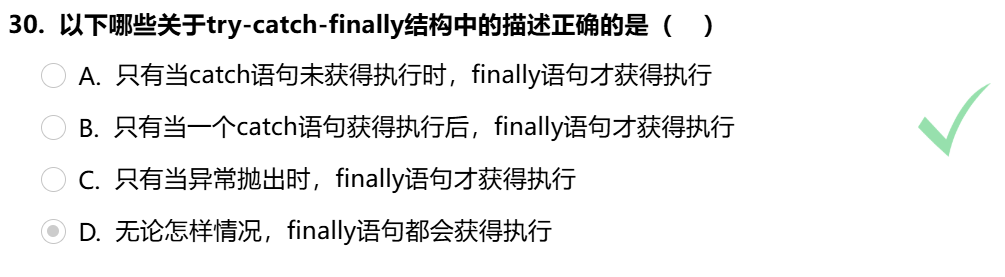 30. 以下哪些关于try-catch-finally结构中的描述正确的是（ ）
A. 只有当catch语句未获得执行时，finally语句才获得执行
B. 只有当一个catch语句获得执行后，finally语句才获得执行
C. 只有当异常抛出时，finally语句才获得执行
D. 无论怎样情况，finally语句都会获得执行